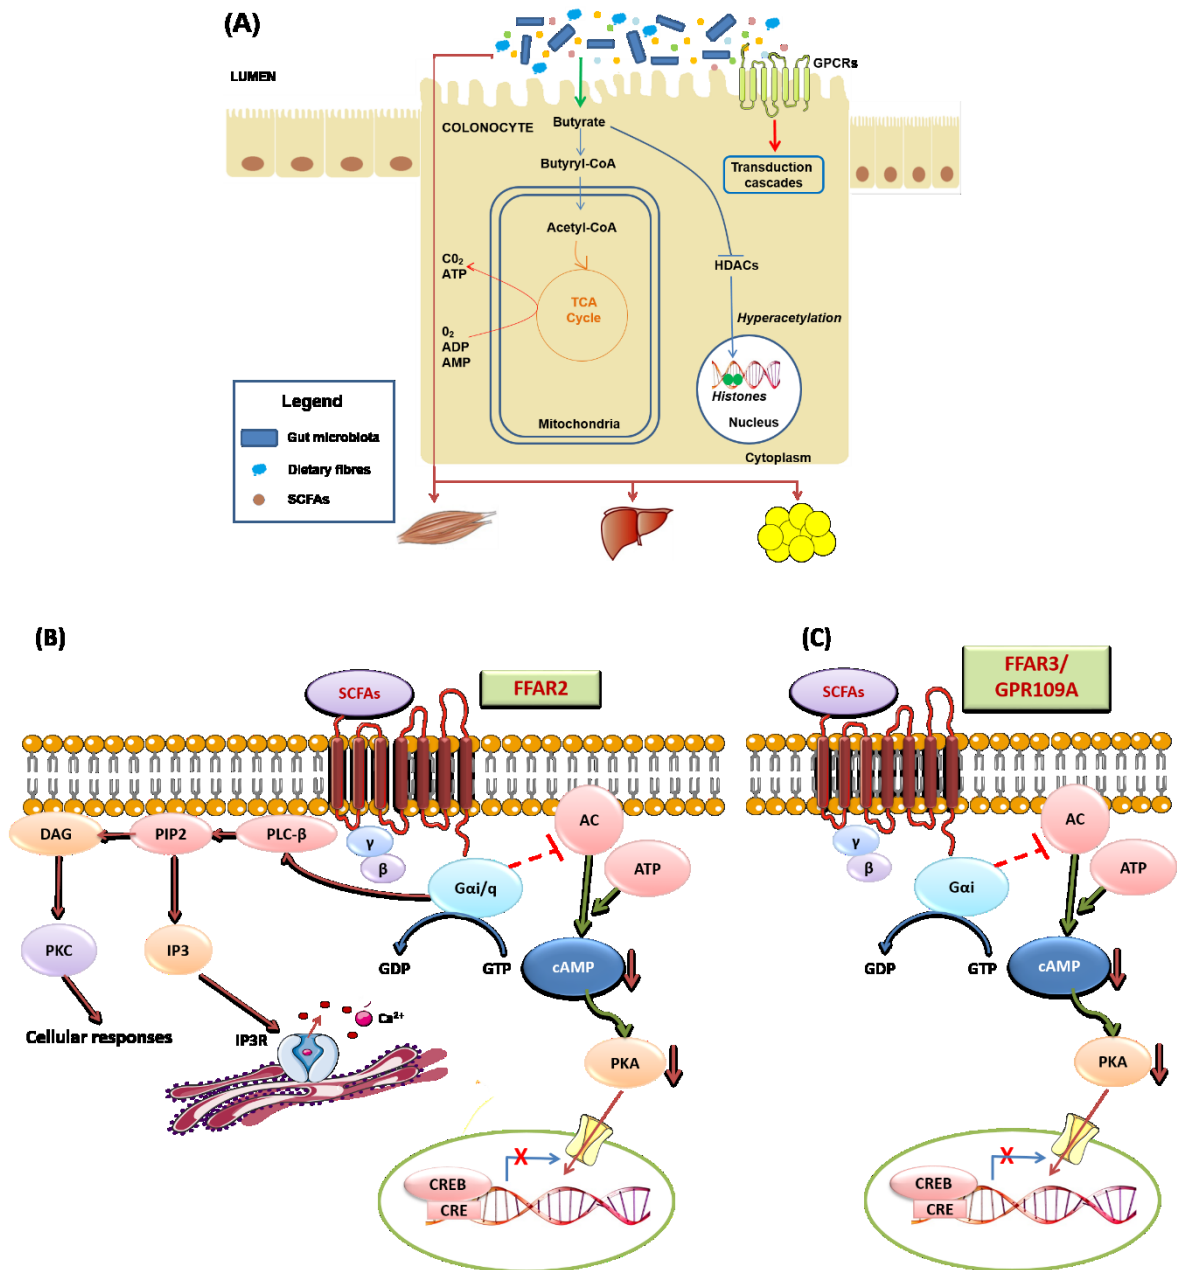 (A)
LUMEN
GPCRs
COLONOCYTE
Butyrate
Butyryl-CoA
Transduction
cascades
Acetyl-CoA
C0₂
ATP
HDACs
TCA
Cycle
Hyperacetylation
0₂
ADP
AMP
Histones
Nucleus
Mitochondria
Cytoplasm
Legend
Gut microbiota
Dietary fibres
SCFAs
(B)
SCFAs
FFAR2
DAG
PIP2
PLC-β
γ
β
AC
ATP
Gαi/q
PKC
IP3
GDP
GTP
cAMP
Cellular responses
IP3R
Ca²⁺
PKA
X
CREB
CRE
(C)
SCFAs
FFAR3/
GPR109A
γ
β
AC
ATP
Gαi
GDP
GTP
cAMP
PKA
X
CREB
CRE